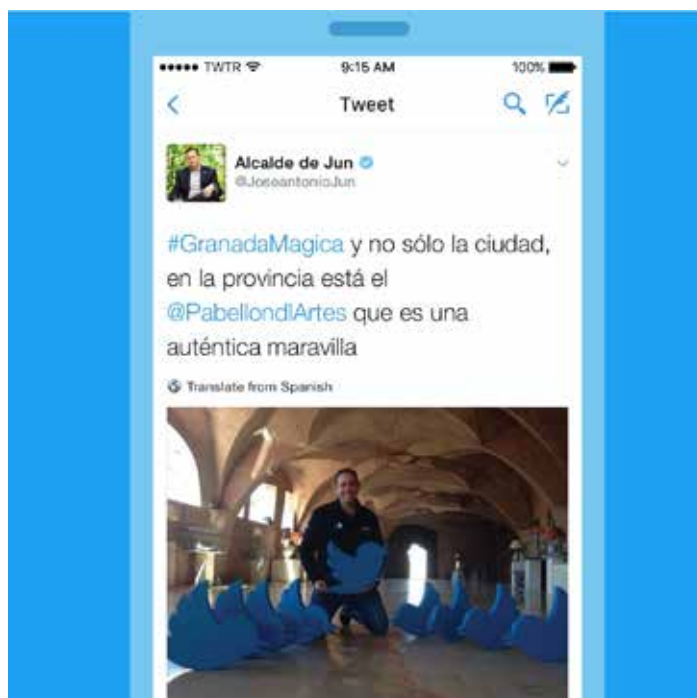 TWTR 9:15 AM 100%
Tweet
Alcalde de Jun
@JoseantonioJun
#GranadaMagica y no sólo la ciudad,
en la provincia está el
@PabellondlArtes que es una
auténtica maravilla
Translate from Spanish